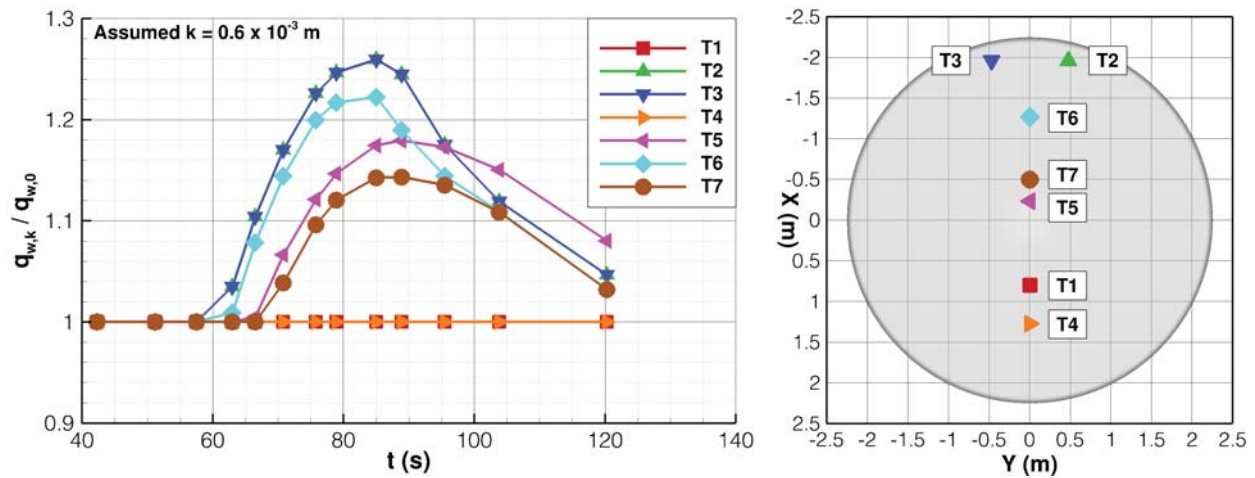 Assumed k = 0.6 x 10⁻³ m
1.3
1.2
1.1
1
0.9
q_w,k / q_w,0
40
60
80
100
120
140
t (s)
T1
T2
T3
T4
T5
T6
T7
-2.5
-2
-1.5
-1
-0.5
0
0.5
1
1.5
2
2.5
X (m)
T3
T2
T6
T7
T5
T1
T4
-2.5 -2 -1.5 -1 -0.5 0 0.5 1 1.5 2 2.5
Y (m)